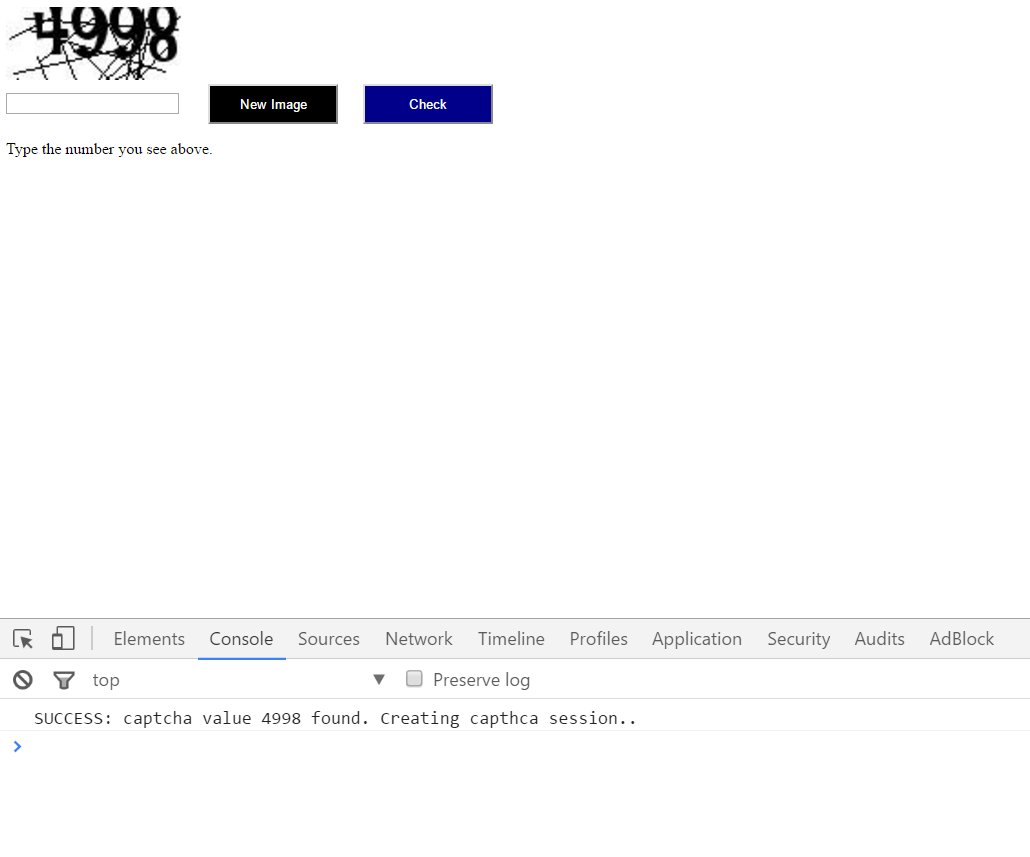 4998
New Image Check
Type the number you see above.
Elements Console Sources Network Timeline Profiles Application Security Audits AdBlock
top Preserve log
SUCCESS: captcha value 4998 found. Creating capthca session..